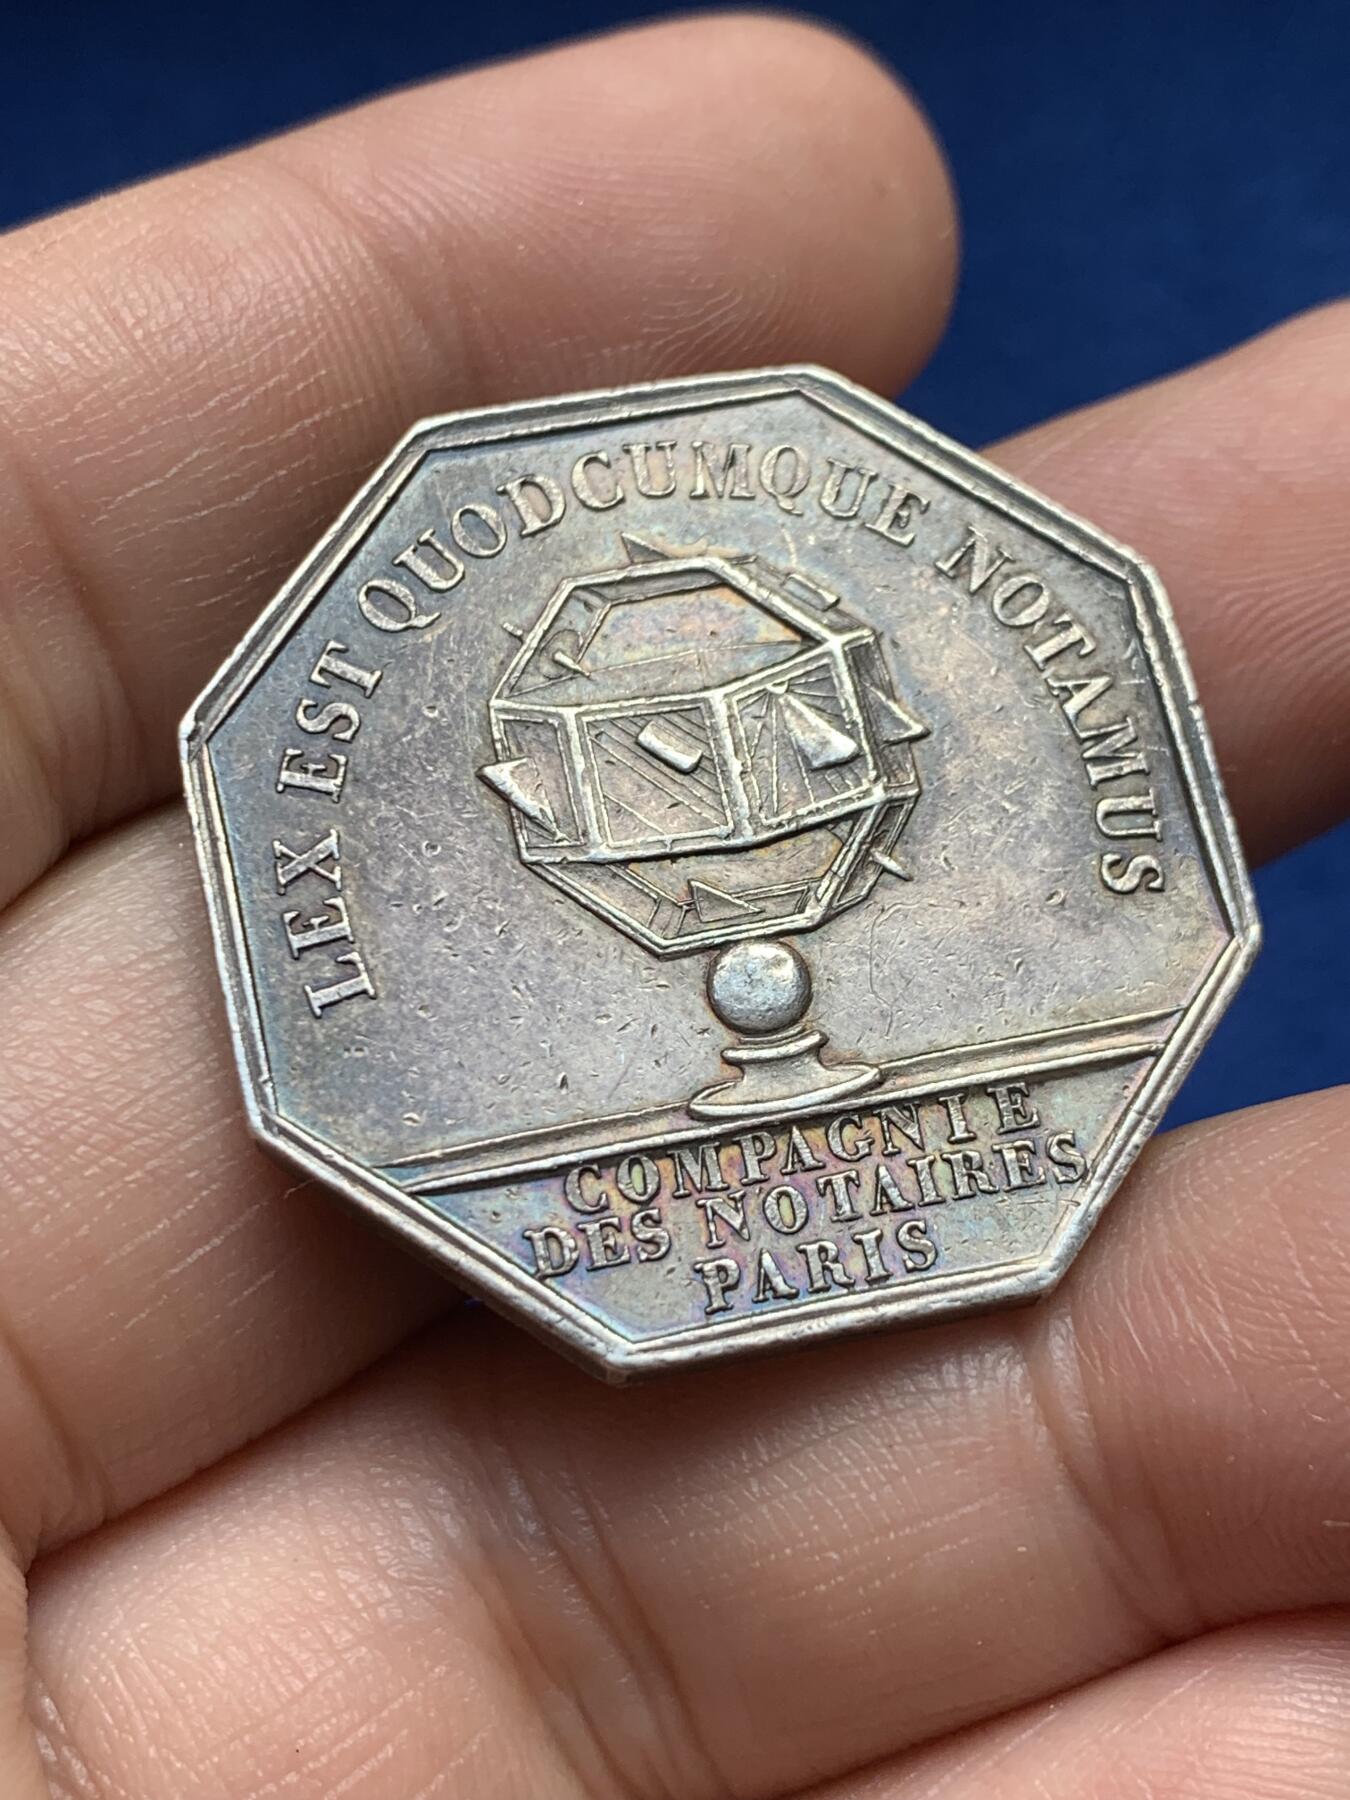 LEX EST QUODCUMQUE NOTAMUS
COMPAGNIE
DES NOTAIRES
PARIS